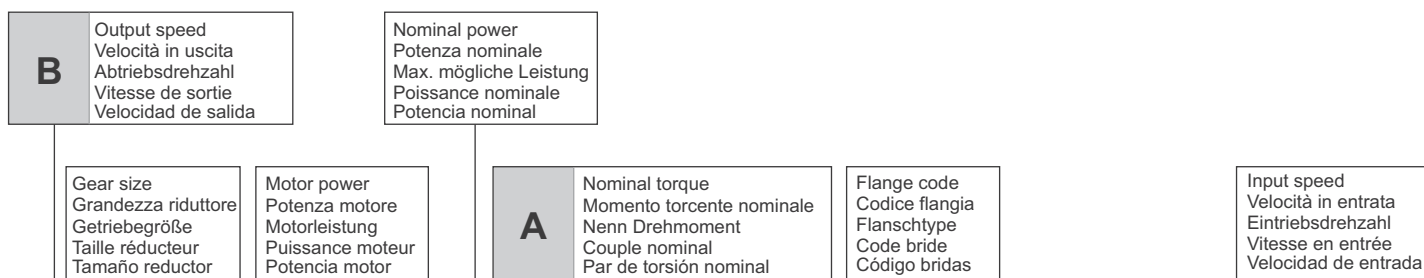 B
Output speed
Velocità in uscita
Abtriebsdrehzahl
Vitesse de sortie
Velocidad de salida
Nominal power
Potenza nominale
Max. mögliche Leistung
Poissance nominale
Potencia nominal
Gear size
Grandezza riduttore
Getriebegröße
Taille réducteur
Tamaño reductor
Motor power
Potenza motore
Motorleistung
Puissance moteur
Potencia motor
A
Nominal torque
Momento torcente nominale
Nenn Drehmoment
Couple nominal
Par de torsión nominal
Flange code
Codice flangia
Flanschtype
Code bride
Código bridas
Input speed
Velocità in entrata
Eintriebsdrehzahl
Vitesse en entrée
Velocidad de entrada